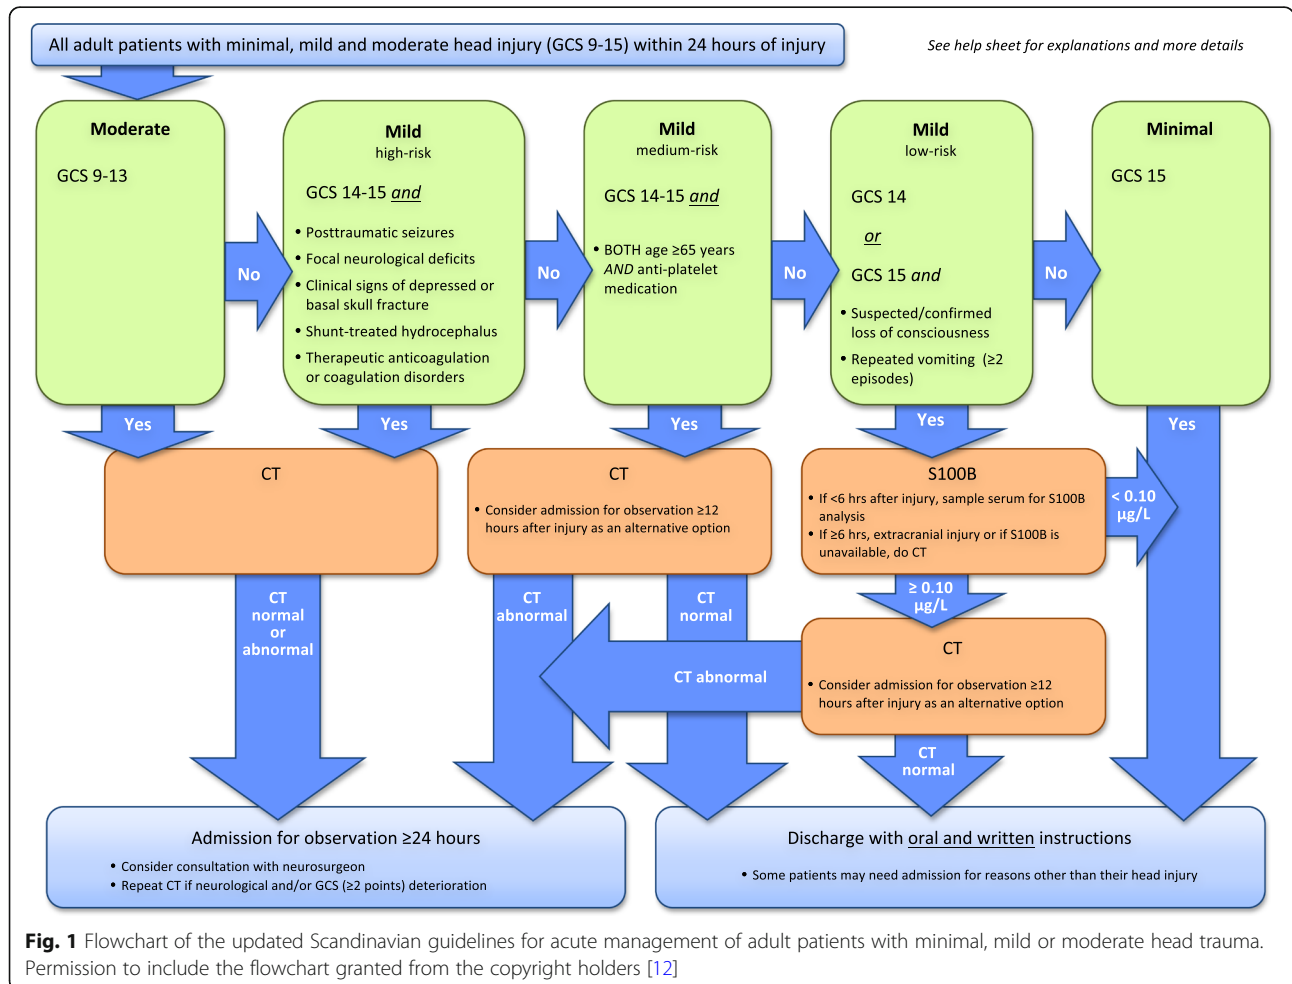 All adult patients with minimal, mild and moderate head injury (GCS 9-15) within 24 hours of injury
See help sheet for explanations and more details
Moderate
GCS 9-13
No
Mild
high-risk
GCS 14-15 and
• Posttraumatic seizures
• Focal neurological deficits
• Clinical signs of depressed or
basal skull fracture
• Shunt-treated hydrocephalus
• Therapeutic anticoagulation
or coagulation disorders
No
Mild
medium-risk
GCS 14-15 and
• BOTH age ≥65 years
AND anti-platelet
medication
No
Mild
low-risk
GCS 14
or
GCS 15 and
• Suspected/confirmed
loss of consciousness
• Repeated vomiting (≥2
episodes)
No
Minimal
GCS 15
Yes
Yes
Yes
Yes
Yes
CT
CT
• Consider admission for observation ≥12
hours after injury as an alternative option
S100B
• If <6 hrs after injury, sample serum for S100B
analysis
• If ≥6 hrs, extracranial injury or if S100B is
unavailable, do CT
< 0.10
µg/L
CT
normal
or
abnormal
CT
abnormal
CT
normal
≥ 0.10
µg/L
CT abnormal
CT
• Consider admission for observation ≥12
hours after injury as an alternative option
CT
normal
Admission for observation ≥24 hours
• Consider consultation with neurosurgeon
• Repeat CT if neurological and/or GCS (≥2 points) deterioration
Discharge with oral and written instructions
• Some patients may need admission for reasons other than their head injury
Fig. 1 Flowchart of the updated Scandinavian guidelines for acute management of adult patients with minimal, mild or moderate head trauma.
Permission to include the flowchart granted from the copyright holders [12]